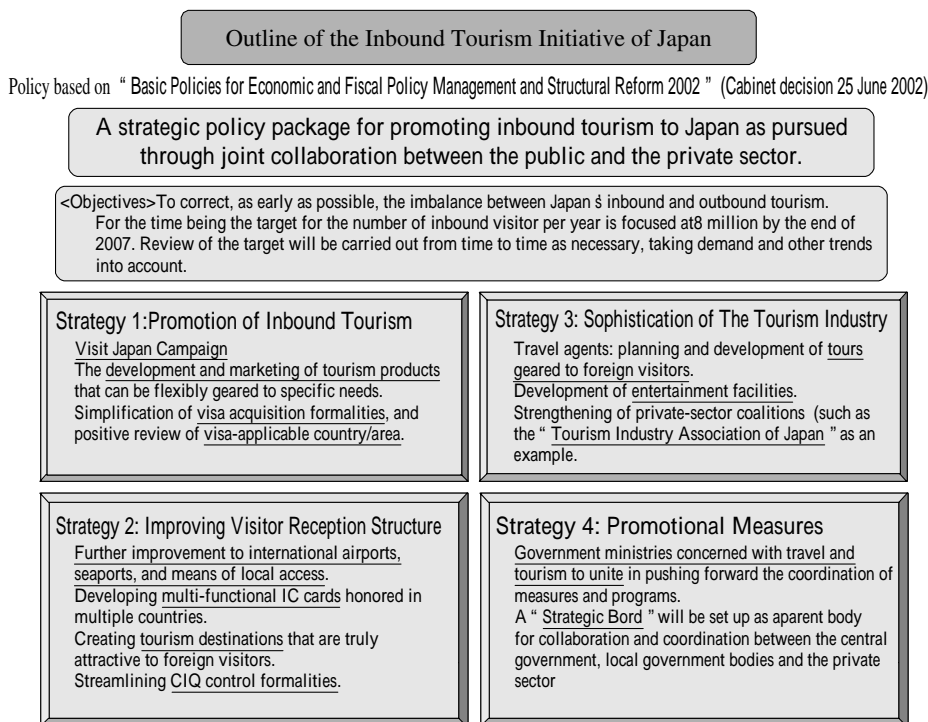 Outline of the Inbound Tourism Initiative of Japan
Policy based on “ Basic Policies for Economic and Fiscal Policy Management and Structural Reform 2002 ” (Cabinet decision 25 June 2002)
A strategic policy package for promoting inbound tourism to Japan as pursued
through joint collaboration between the public and the private sector.
<Objectives>To correct, as early as possible, the imbalance between Japan ś inbound and outbound tourism.
For the time being the target for the number of inbound visitor per year is focused at8 million by the end of
2007. Review of the target will be carried out from time to time as necessary, taking demand and other trends
into account.
Strategy 1:Promotion of Inbound Tourism
Visit Japan Campaign
The development and marketing of tourism products
that can be flexibly geared to specific needs.
Simplification of visa acquisition formalities, and
positive review of visa-applicable country/area.
Strategy 2: Improving Visitor Reception Structure
Further improvement to international airports,
seaports, and means of local access.
Developing multi-functional IC cards honored in
multiple countries.
Creating tourism destinations that are truly
attractive to foreign visitors.
Streamlining CIQ control formalities.
Strategy 3: Sophistication of The Tourism Industry
Travel agents: planning and development of tours
geared to foreign visitors.
Development of entertainment facilities.
Strengthening of private-sector coalitions (such as
the “ Tourism Industry Association of Japan ” as an
example.
Strategy 4: Promotional Measures
Government ministries concerned with travel and
tourism to unite in pushing forward the coordination of
measures and programs.
A “ Strategic Bord ” will be set up as aparent body
for collaboration and coordination between the central
government, local government bodies and the private
sector